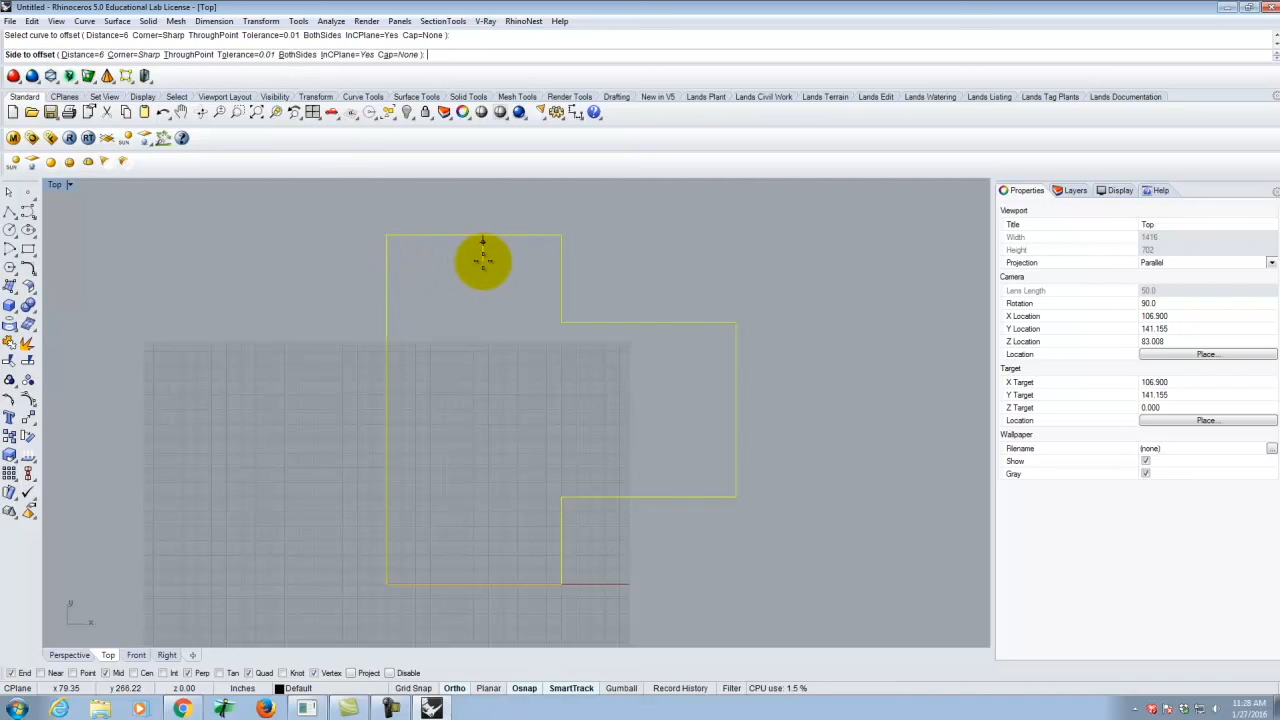 Untitled - Rhinoceros 5.0 Educational Lab License - [Top]
File Edit View Curve Surface Solid Mesh Dimension Transform Tools Analyze Render Panels SectionTools V-Ray RhinoNest Help
Select curve to offset ( Distance=6 Corner=Sharp ThroughPoint Tolerance=0.01 BothSides InCPlane=Yes Cap=None ):
Side to offset ( Distance=6 Corner=Sharp ThroughPoint Tolerance=0.01 BothSides InCPlane=Yes Cap=None ):
Standard CPlanes Set View Display Select Viewport Layout Visibility Transform Curve Tools Surface Tools Solid Tools Mesh Tools Render Tools Drafting New in V5 Lands Plant Lands Civil Work Lands Terrain Lands Edit Lands Watering Lands Listing Lands Tag Plants Lands Documentation
M R RT SUN
SUN
Top
Properties Layers Display Help
Viewport
Title Top
Width 1416
Height 702
Projection Parallel
Camera
Lens Length 50.0
Rotation 90.0
X Location 106.900
Y Location 141.155
Z Location 83.008
Location Place...
Target
X Target 106.900
Y Target 141.155
Z Target 0.000
Location Place...
Wallpaper
Filename (none) ...
Show
Gray
y
x
Perspective Top Front Right
End Near Point Mid Cen Int Perp Tan Quad Knot Vertex Project Disable
CPlane x 79.35 y 266.22 z 0.00 Inches Default Grid Snap Ortho Planar Osnap SmartTrack Gumball Record History Filter CPU use: 1.5 %
11:28 AM
1/27/2016